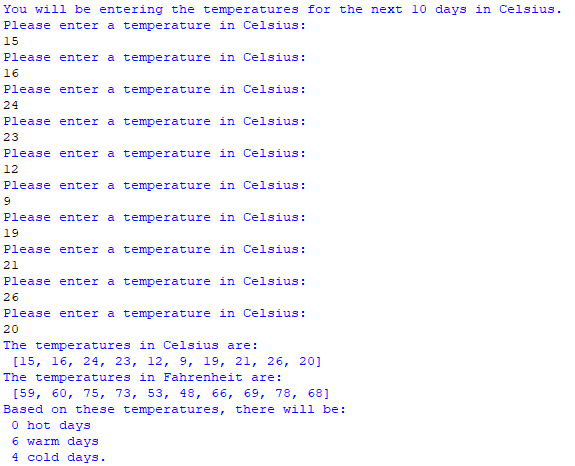 You will be entering the temperatures for the next 10 days in Celsius.
Please enter a temperature in Celsius:
15
Please enter a temperature in Celsius:
16
Please enter a temperature in Celsius:
24
Please enter a temperature in Celsius:
23
Please enter a temperature in Celsius:
12
Please enter a temperature in Celsius:
9
Please enter a temperature in Celsius:
19
Please enter a temperature in Celsius:
21
Please enter a temperature in Celsius:
26
Please enter a temperature in Celsius:
20
The temperatures in Celsius are:
[15, 16, 24, 23, 12, 9, 19, 21, 26, 20]
The temperatures in Fahrenheit are:
[59, 60, 75, 73, 53, 48, 66, 69, 78, 68]
Based on these temperatures, there will be:
0 hot days
6 warm days
4 cold days.